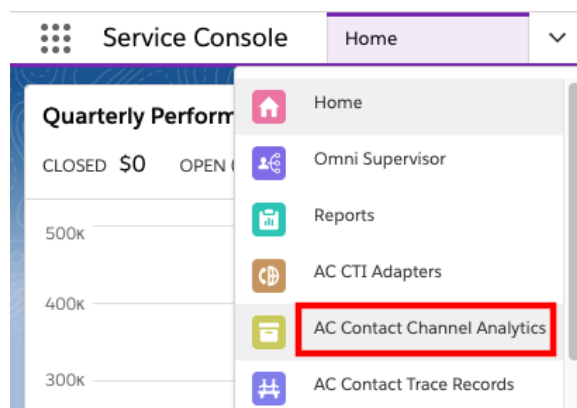 Service Console
Home
Quarterly Perform
CLOSED $0 OPEN (
500K
400K
300K
Home
Omni Supervisor
Reports
AC CTI Adapters
AC Contact Channel Analytics
AC Contact Trace Records